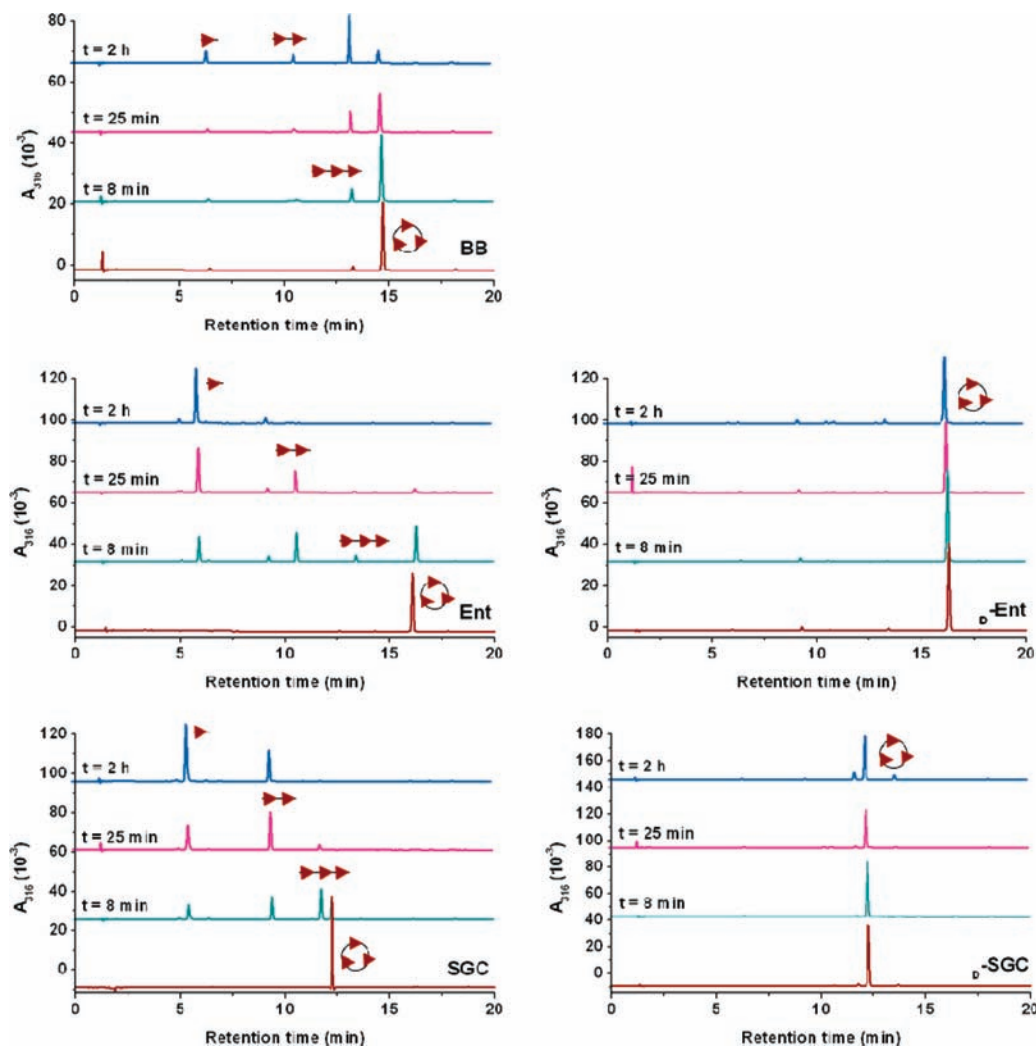 80
60
40
20
0
A316 (10-3)
t = 2 h
t = 25 min
t = 8 min
BB
0 5 10 15 20
Retention time (min)
120
100
80
60
40
20
0
A316 (10-3)
t = 2 h
t = 25 min
t = 8 min
Ent
0 5 10 15 20
Retention time (min)
120
100
80
60
40
20
0
A316 (10-3)
t = 2 h
t = 25 min
t = 8 min
D-Ent
0 5 10 15 20
Retention time (min)
120
100
80
60
40
20
0
A316 (10-3)
t = 2 h
t = 25 min
t = 8 min
SGC
0 5 10 15 20
Retention time (min)
180
160
140
120
100
80
60
40
20
0
A316 (10-3)
t = 2 h
t = 25 min
t = 8 min
D-SGC
0 5 10 15 20
Retention time (min)